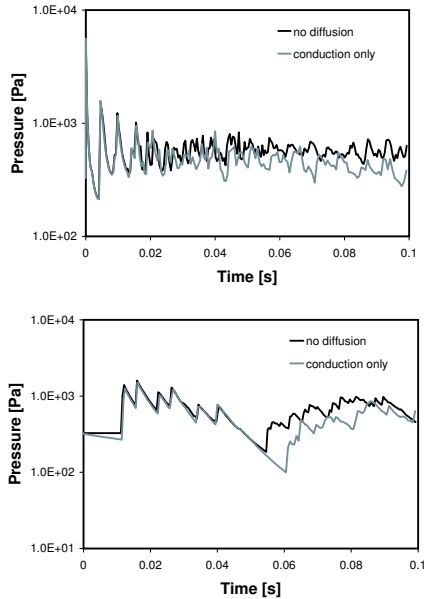 1.0E+04
no diffusion
conduction only
1.0E+03
1.0E+02
Pressure [Pa]
0 0.02 0.04 0.06 0.08 0.1
Time [s]
1.0E+04
no diffusion
conduction only
1.0E+03
1.0E+02
1.0E+01
Pressure [Pa]
0 0.02 0.04 0.06 0.08 0.1
Time [s]